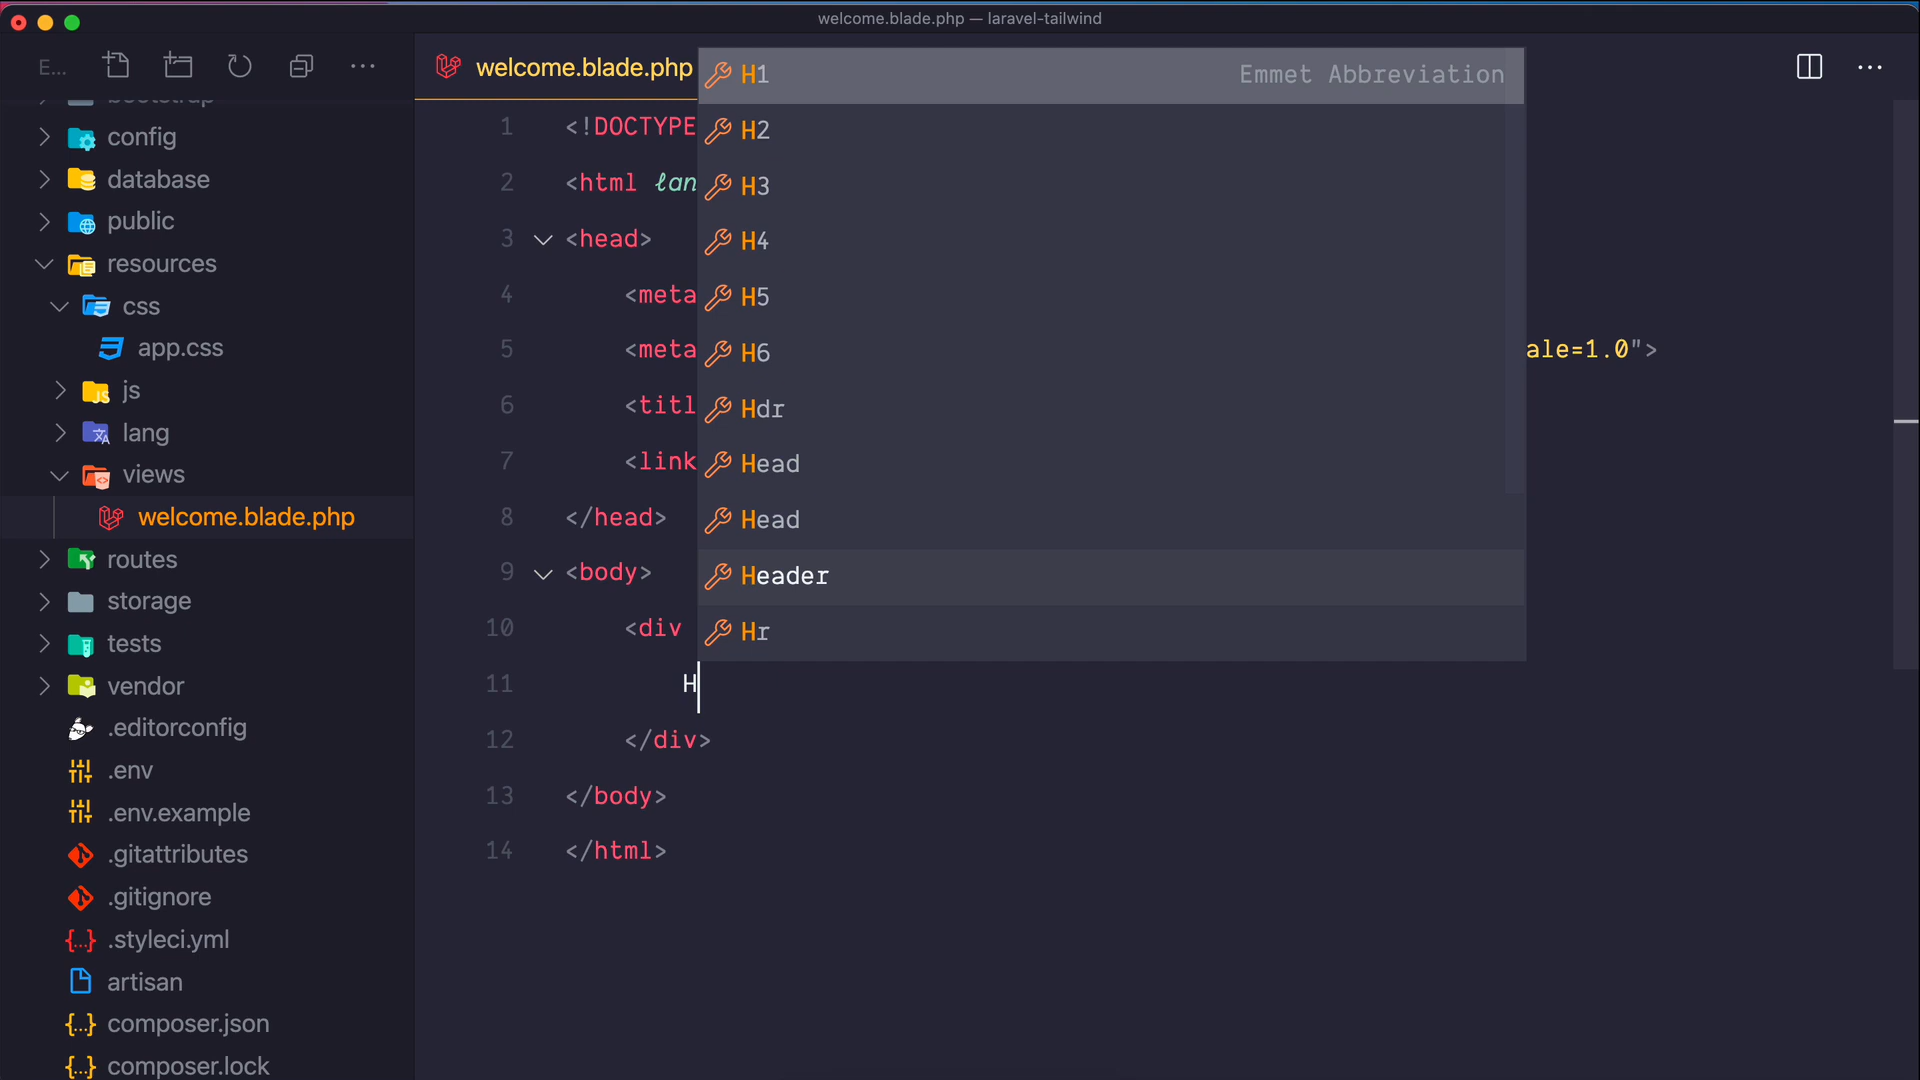 welcome.blade.php — laravel-tailwind
E...
bootstrap
config
database
public
resources
css
app.css
js
lang
views
welcome.blade.php
routes
storage
tests
vendor
.editorconfig
.env
.env.example
.gitattributes
.gitignore
.styleci.yml
artisan
composer.json
composer.lock
welcome.blade.php
1 <!DOCTYPE
2 <html lan
3 <head>
4 <meta
5 <meta ale=1.0">
6 <titl
7 <link
8 </head>
9 <body>
10 <div
11 H
12 </div>
13 </body>
14 </html>
H1 Emmet Abbreviation
H2
H3
H4
H5
H6
Hdr
Head
Head
Header
Hr